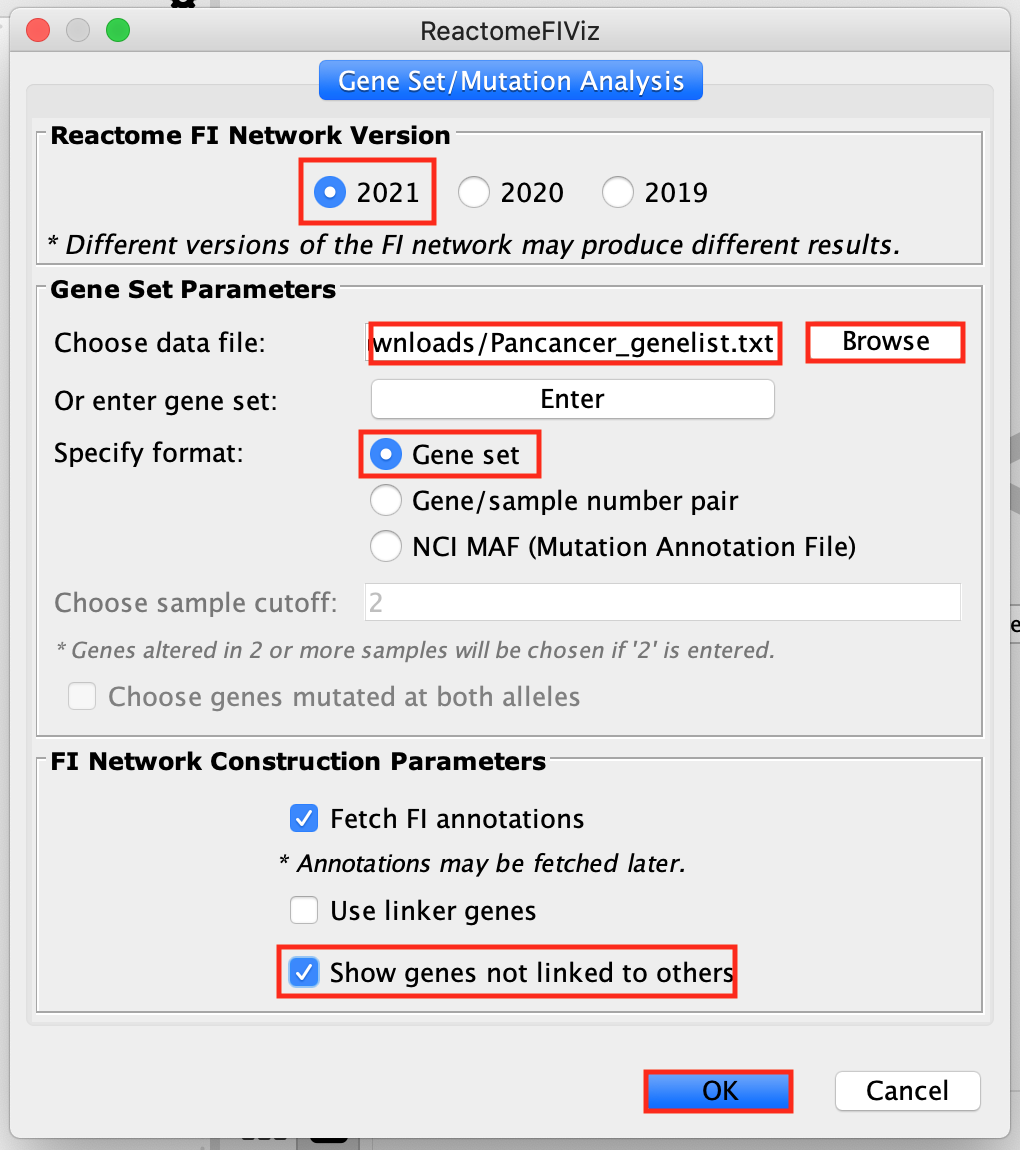 ReactomeFIViz
Gene Set/Mutation Analysis
Reactome FI Network Version
2021 2020 2019
* Different versions of the FI network may produce different results.
Gene Set Parameters
Choose data file: wnloads/Pancancer_genelist.txt Browse
Or enter gene set: Enter
Specify format: Gene set
Gene/sample number pair
NCI MAF (Mutation Annotation File)
Choose sample cutoff: 2
* Genes altered in 2 or more samples will be chosen if '2' is entered.
Choose genes mutated at both alleles
FI Network Construction Parameters
Fetch FI annotations
* Annotations may be fetched later.
Use linker genes
Show genes not linked to others
OK Cancel